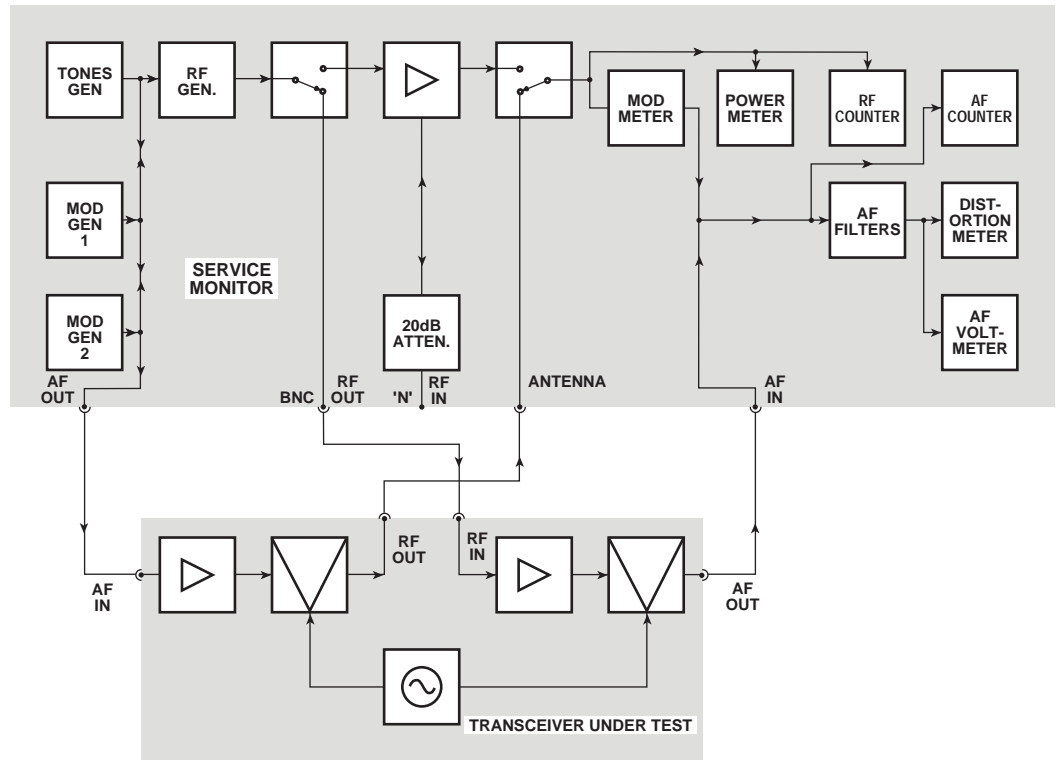 TONES
GEN
RF
GEN.
MOD
METER
POWER
METER
RF
COUNTER
AF
COUNTER
MOD
GEN
1
AF
FILTERS
DIST-
ORTION
METER
SERVICE
MONITOR
MOD
GEN
2
20dB
ATTEN.
AF
VOLT-
METER
AF
OUT
BNC
RF
OUT
'N'
RF
IN
ANTENNA
AF
IN
RF
OUT
RF
IN
AF
IN
AF
OUT
TRANSCEIVER UNDER TEST